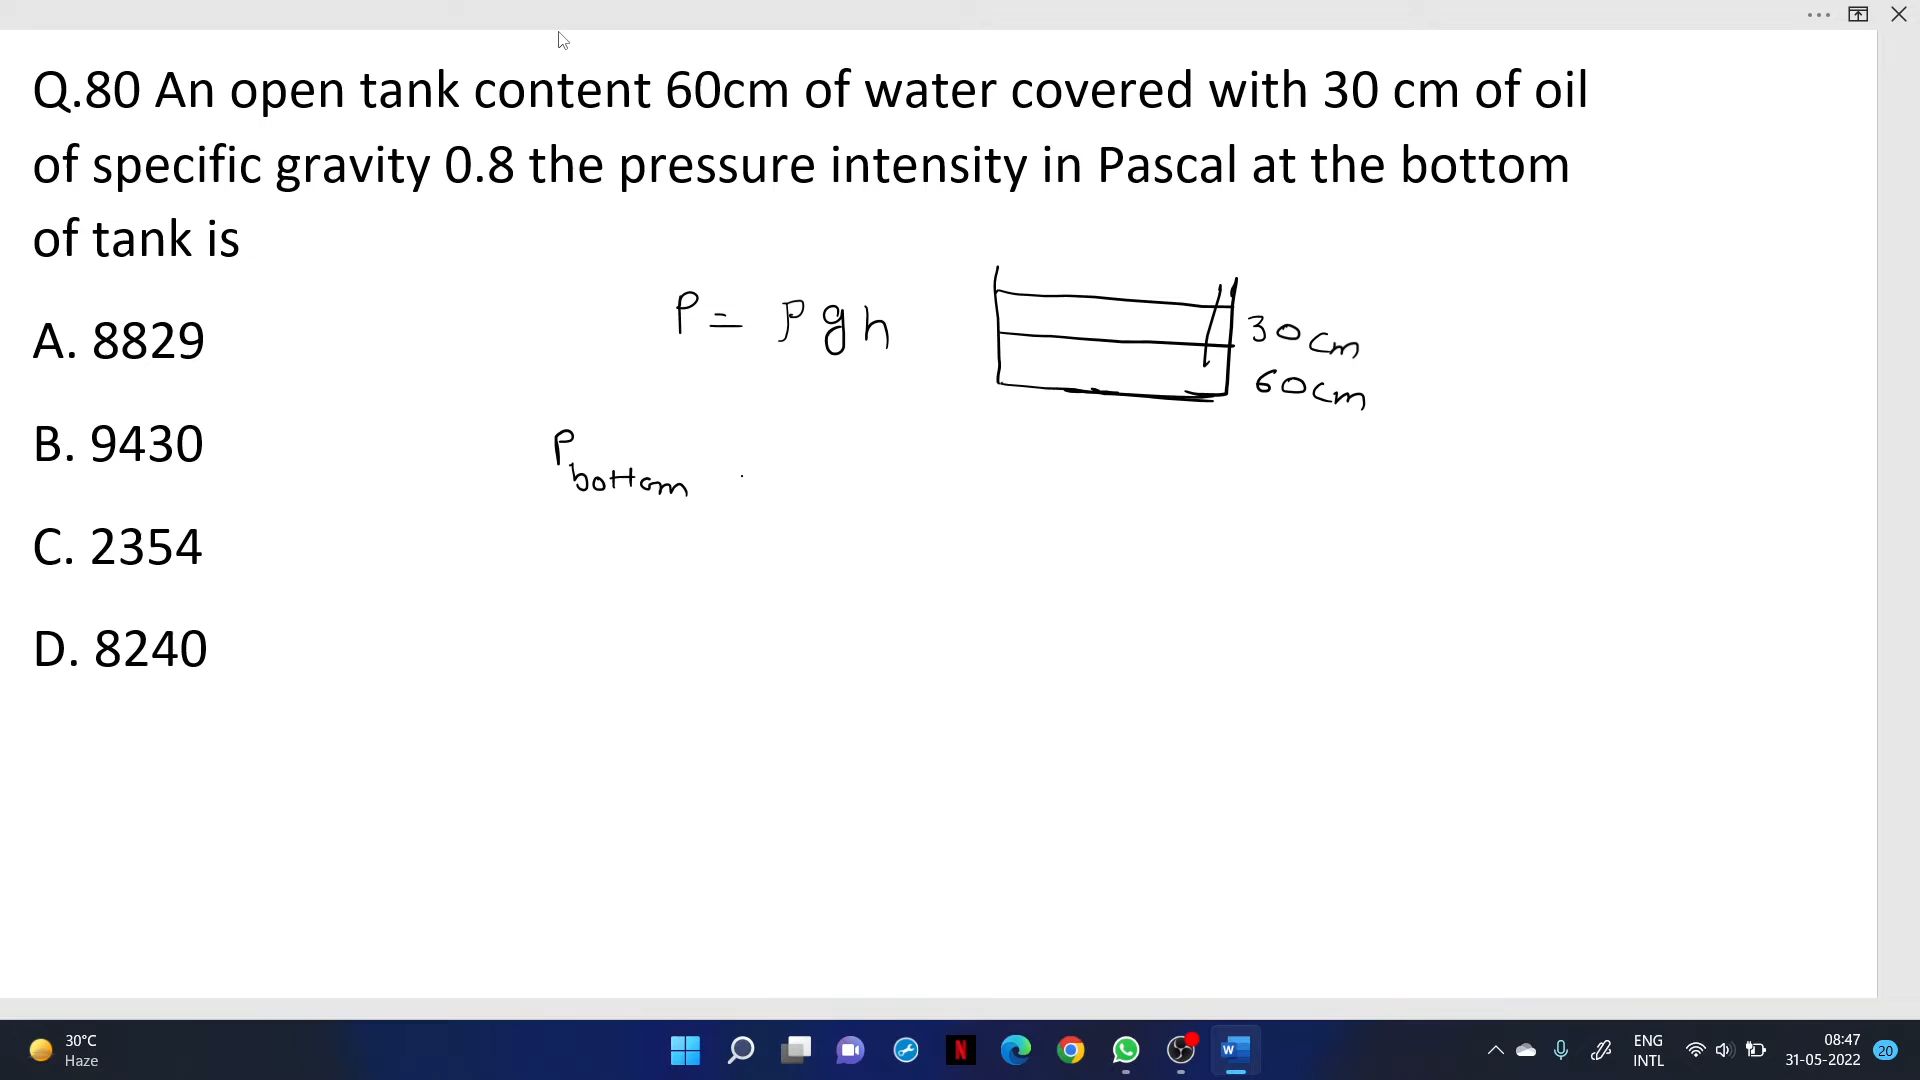 Q.80 An open tank content 60cm of water covered with 30 cm of oil
of specific gravity 0.8 the pressure intensity in Pascal at the bottom
of tank is
P = ρgh
30cm
60cm
A. 8829
B. 9430
P bottom
C. 2354
D. 8240
30°C
Haze
N
W
ENG
INTL
08:47
31-05-2022
20